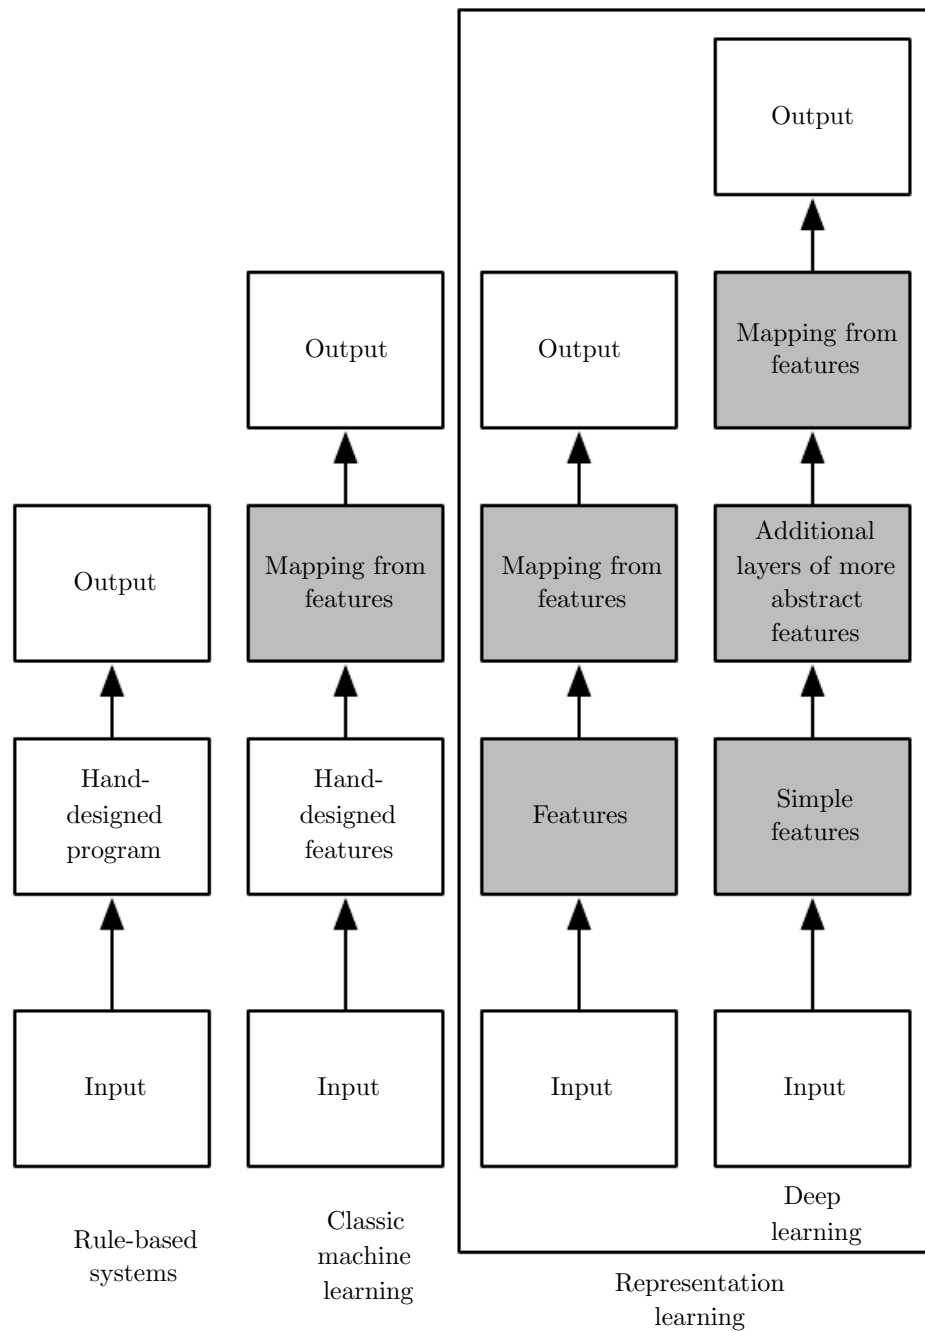 Output
Output
Output
Mapping from
features
Output
Mapping from
features
Mapping from
features
Additional
layers of more
abstract
features
Hand-
designed
program
Hand-
designed
features
Features
Simple
features
Input
Input
Input
Input
Rule-based
systems
Classic
machine
learning
Deep
learning
Representation
learning